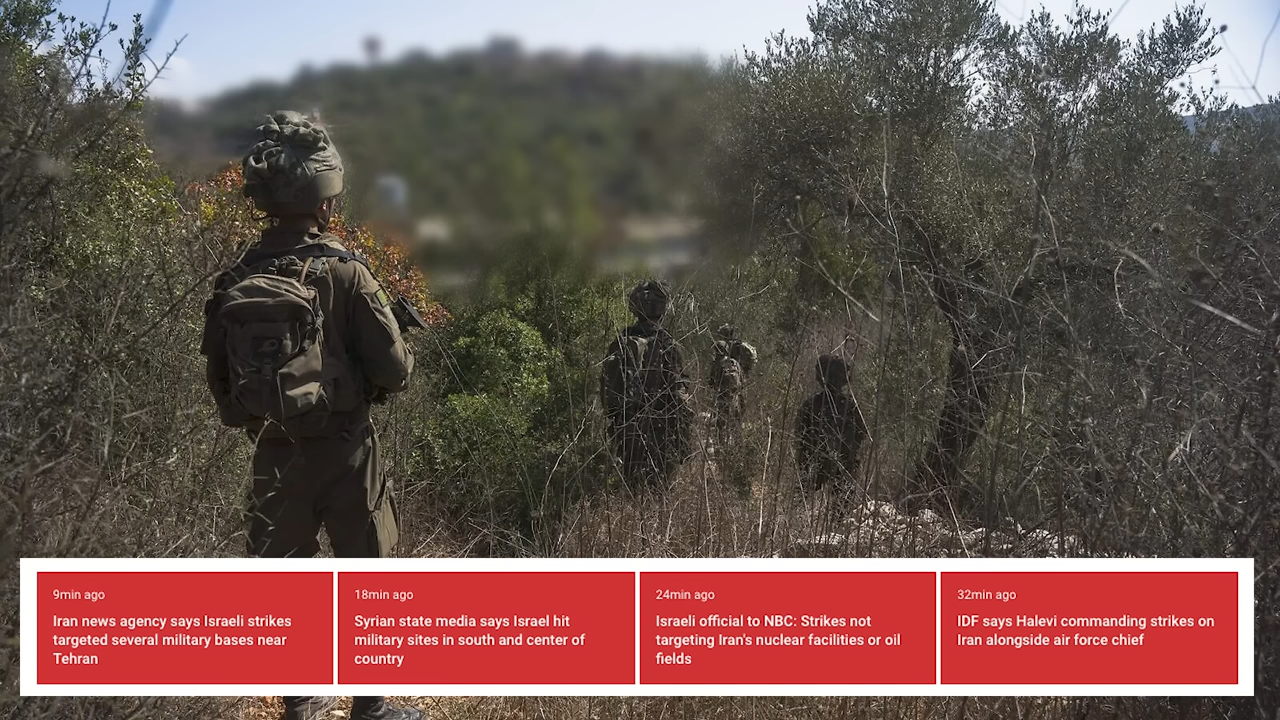 9min ago
Iran news agency says Israeli strikes
targeted several military bases near
Tehran
18min ago
Syrian state media says Israel hit
military sites in south and center of
country
24min ago
Israeli official to NBC: Strikes not
targeting Iran's nuclear facilities or oil
fields
32min ago
IDF says Halevi commanding strikes on
Iran alongside air force chief